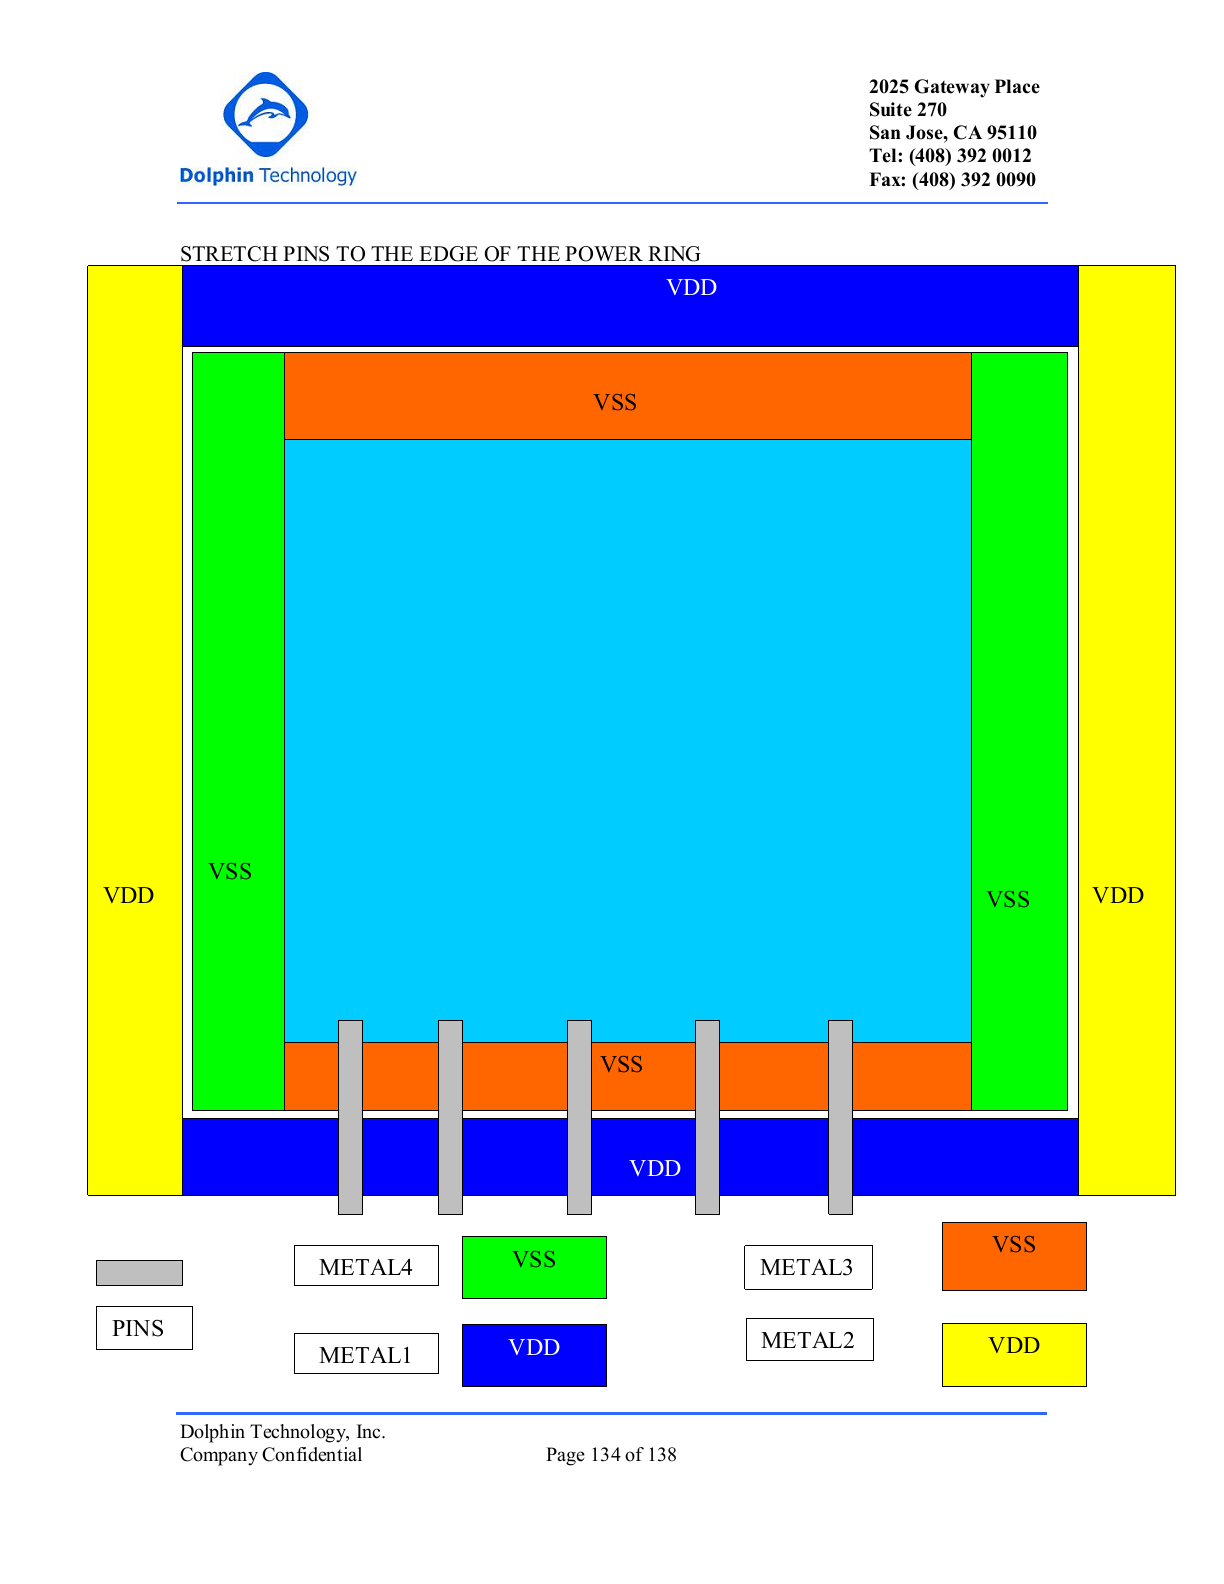 2025 Gateway Place
Suite 270
San Jose, CA 95110
Tel: (408) 392 0012
Fax: (408) 392 0090
Dolphin Technology
STRETCH PINS TO THE EDGE OF THE POWER RING
VDD
VSS
VSS
VDD
VSS
VDD
VSS
VDD
METAL4
VSS
METAL3
VSS
PINS
METAL1
VDD
METAL2
VDD
Dolphin Technology, Inc.
Company Confidential
Page 134 of 138